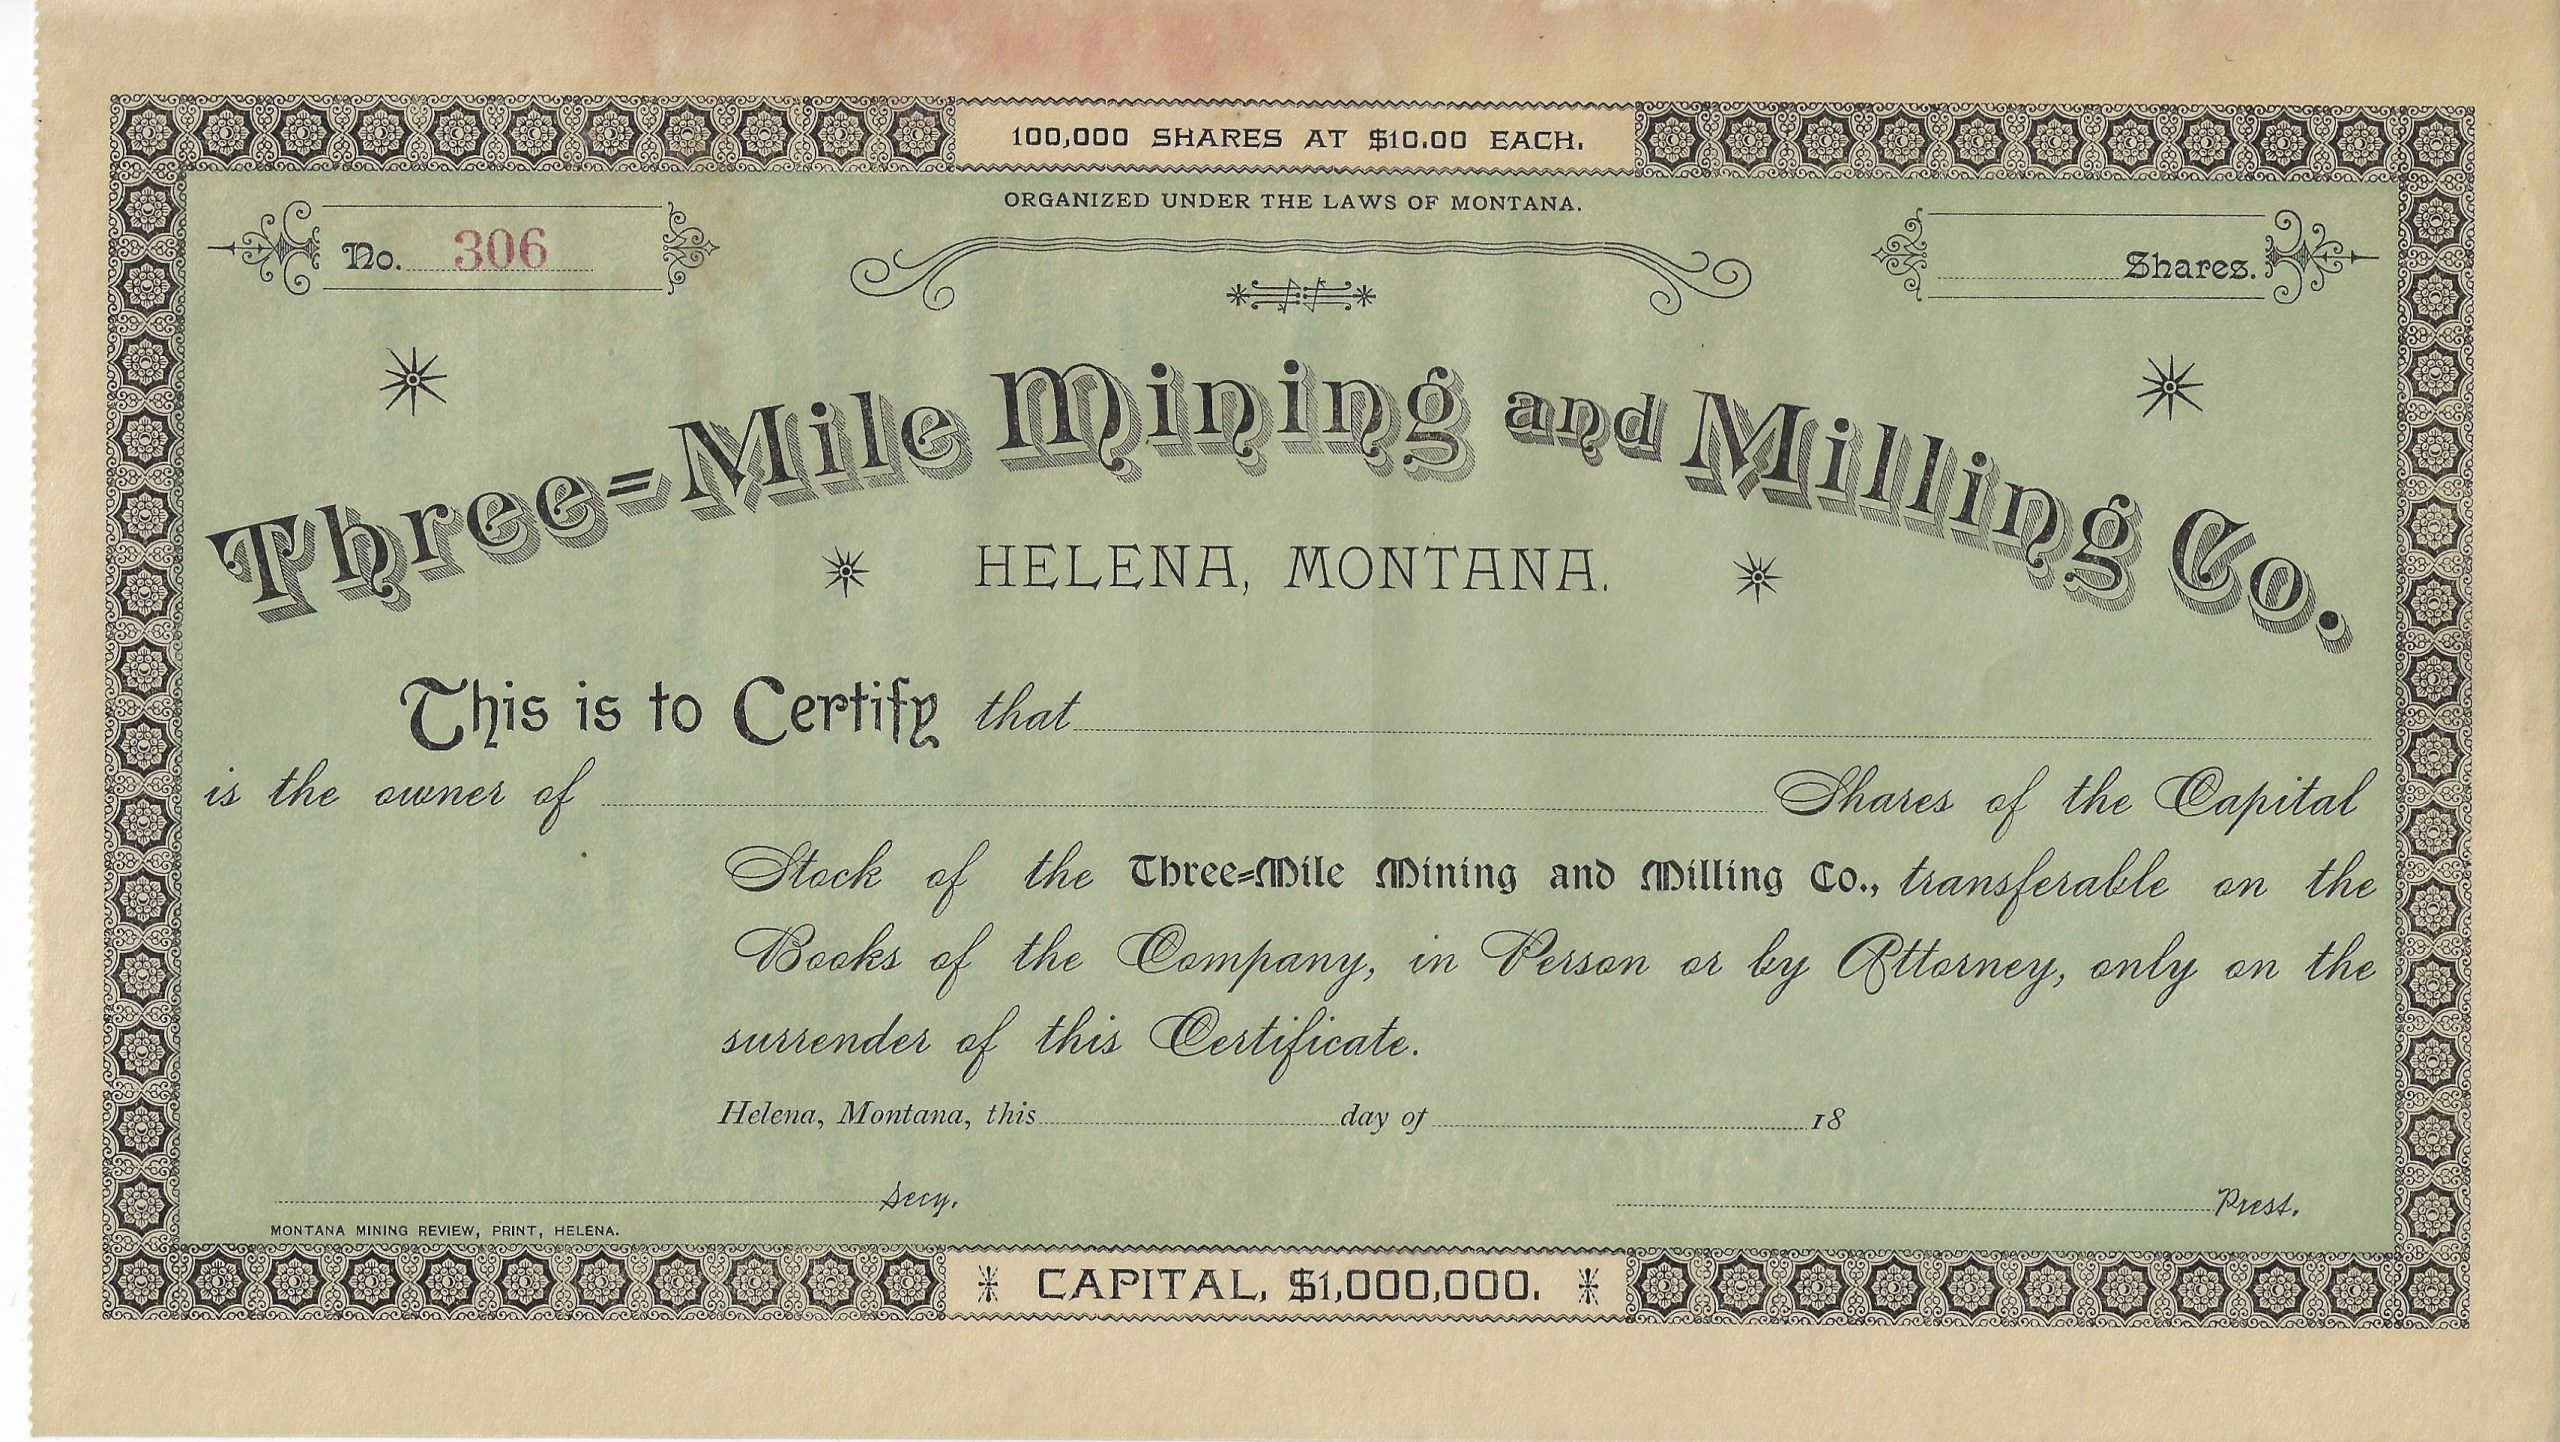 100,000 SHARES AT $10.00 EACH.
ORGANIZED UNDER THE LAWS OF MONTANA.
No. 306
Shares.
Three=Mile Mining and Milling Co.
HELENA, MONTANA.
This is to Certify that
is the owner of Shares of the Capital
Stock of the Three=Mile Mining and Milling Co., transferable on the
Books of the Company, in Person or by Attorney, only on the
surrender of this Certificate.
Helena, Montana, this day of 18
Secy. Prest.
MONTANA MINING REVIEW, PRINT, HELENA.
CAPITAL, $1,000,000.